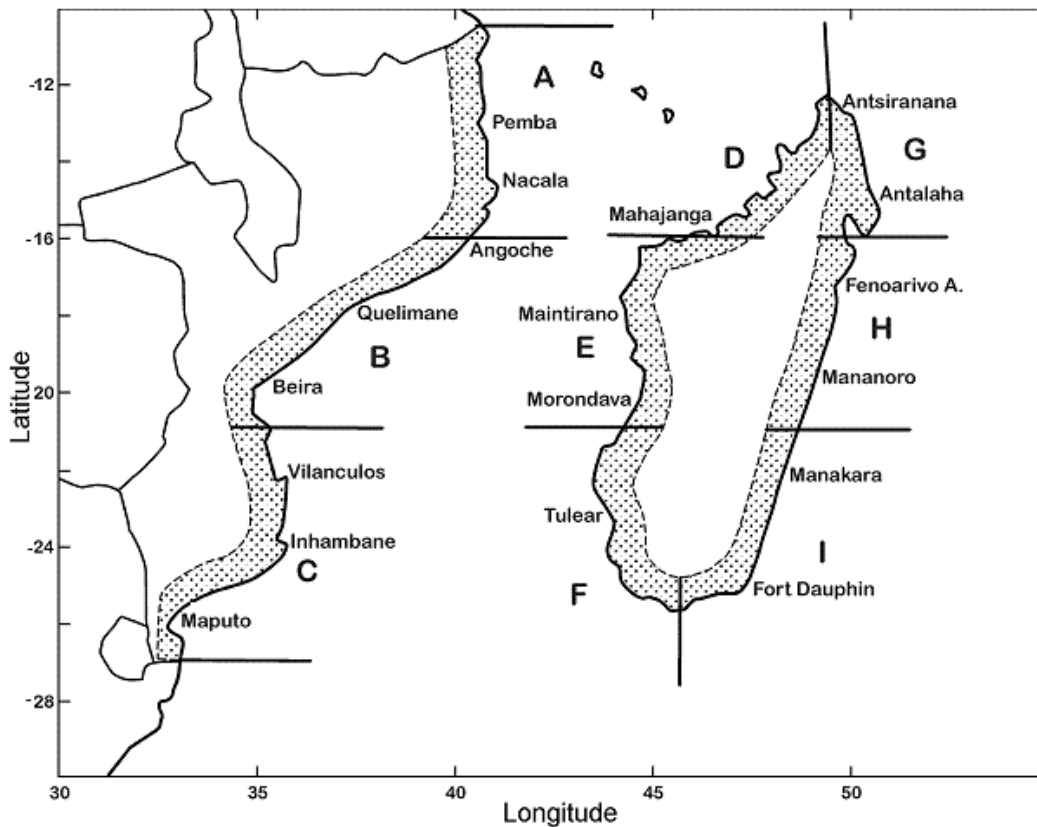 A
-12
Antsiranana
Pemba
D
G
Nacala
Antalaha
Mahajanga
-16
Angoche
Fenoarivo A.
Quelimane
Maintirano
B
E
H
Beira
Mananoro
-20
Morondava
Vilanculos
Manakara
Tulear
Inhambane
-24
C
I
F
Fort Dauphin
Maputo
-28
30
35
40
45
50
Latitude
Longitude